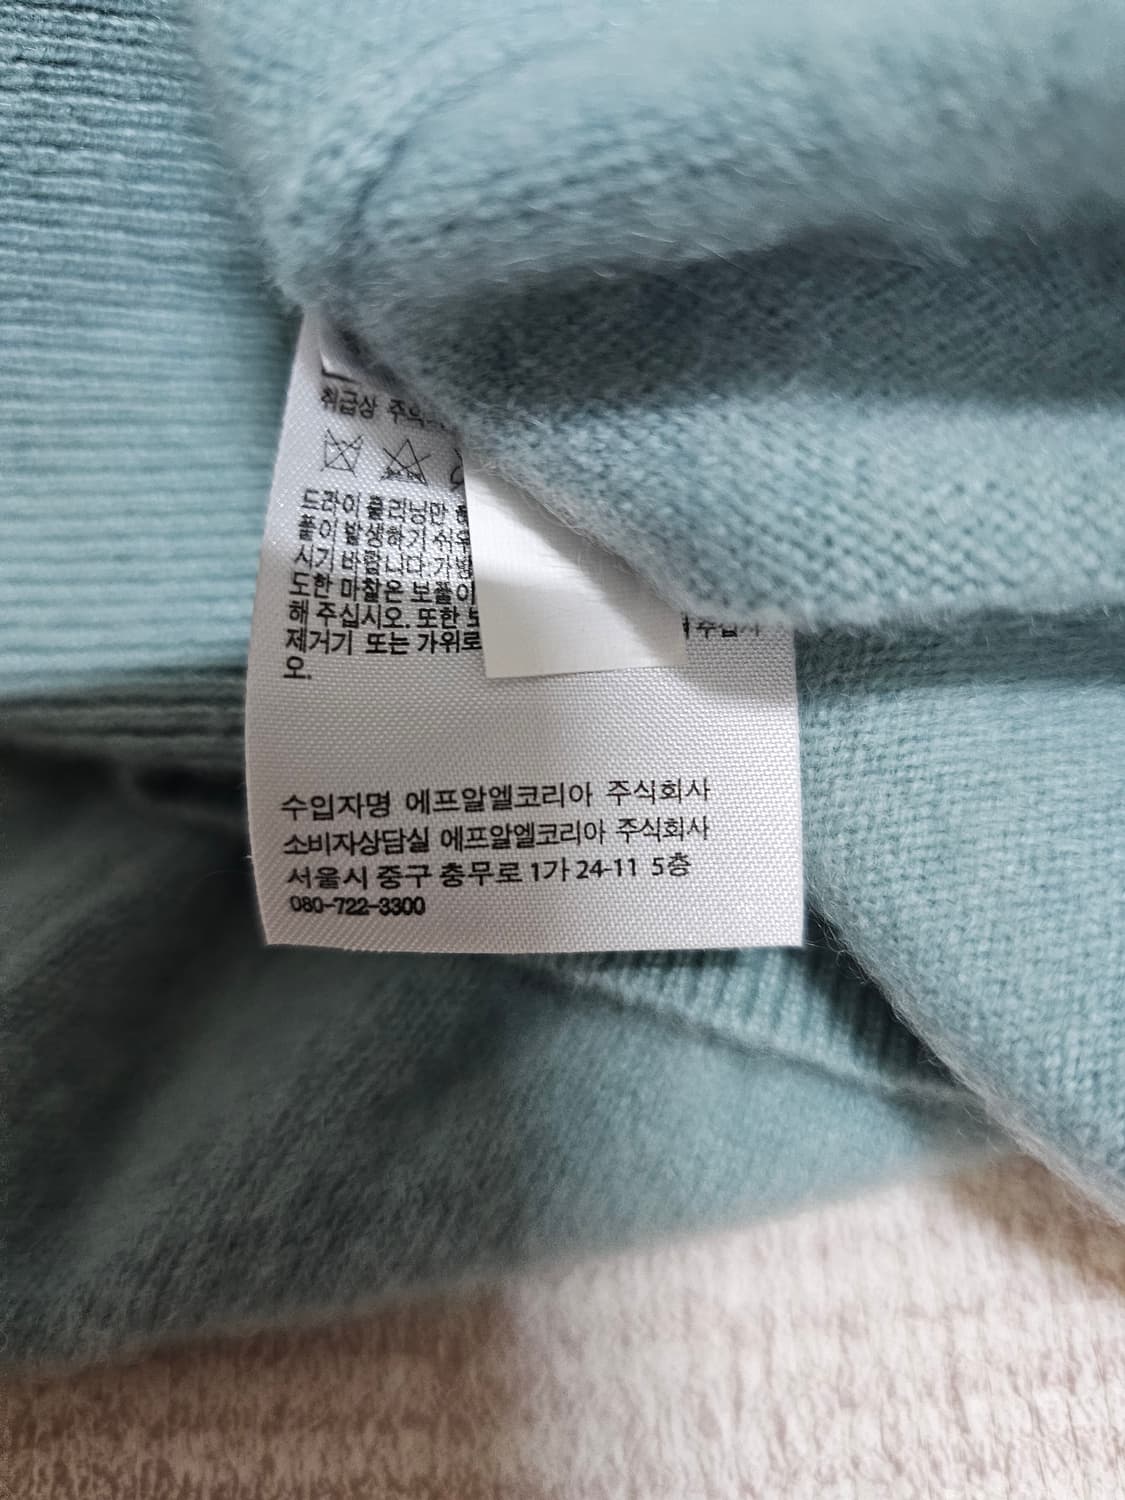 취급상 주의
드라이 클리닝만
풀이 발생하기 쉬우
시기 바랍니다. 가
도한 마찰은 보풀이
해 주십시오. 또한 보
주십시
제거기 또는 가위로
오.
수입자명 에프알엘코리아 주식회사
소비자상담실 에프알엘코리아 주식회사
서울시 중구 충무로 1가 24-11 5층
080-722-3300